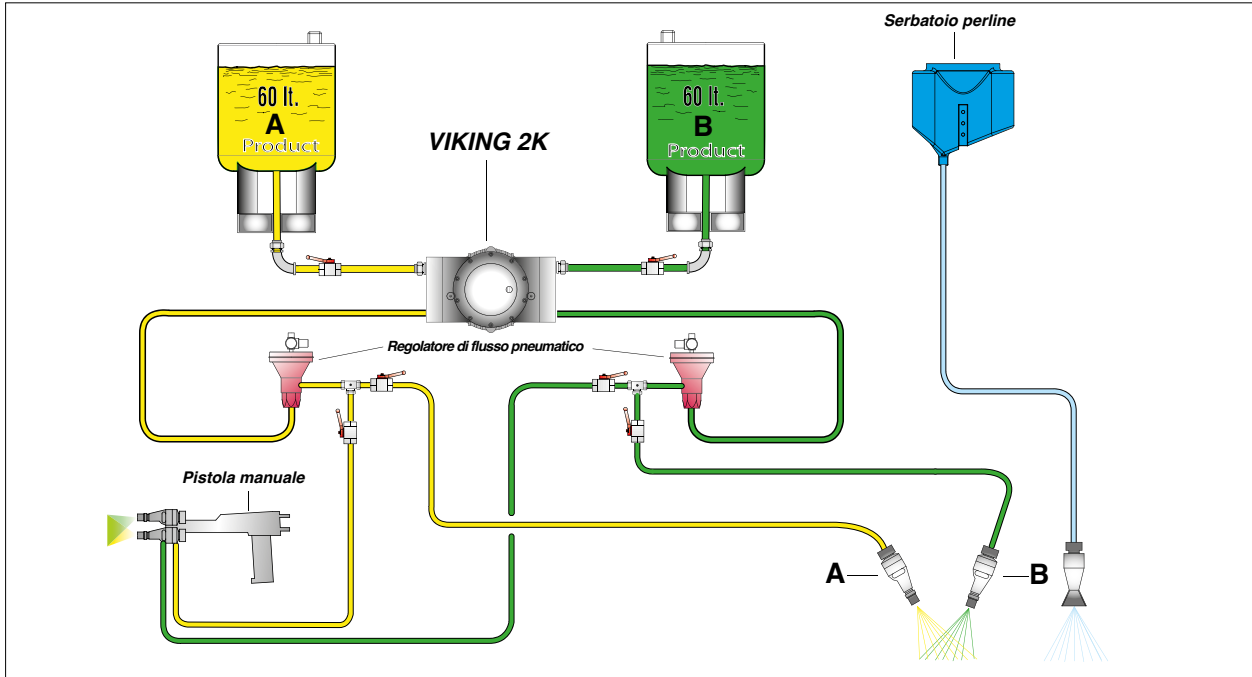 Serbatoio perline
60 lt.
A
Product
60 lt.
B
Product
VIKING 2K
Regolatore di flusso pneumatico
Pistola manuale
A
B